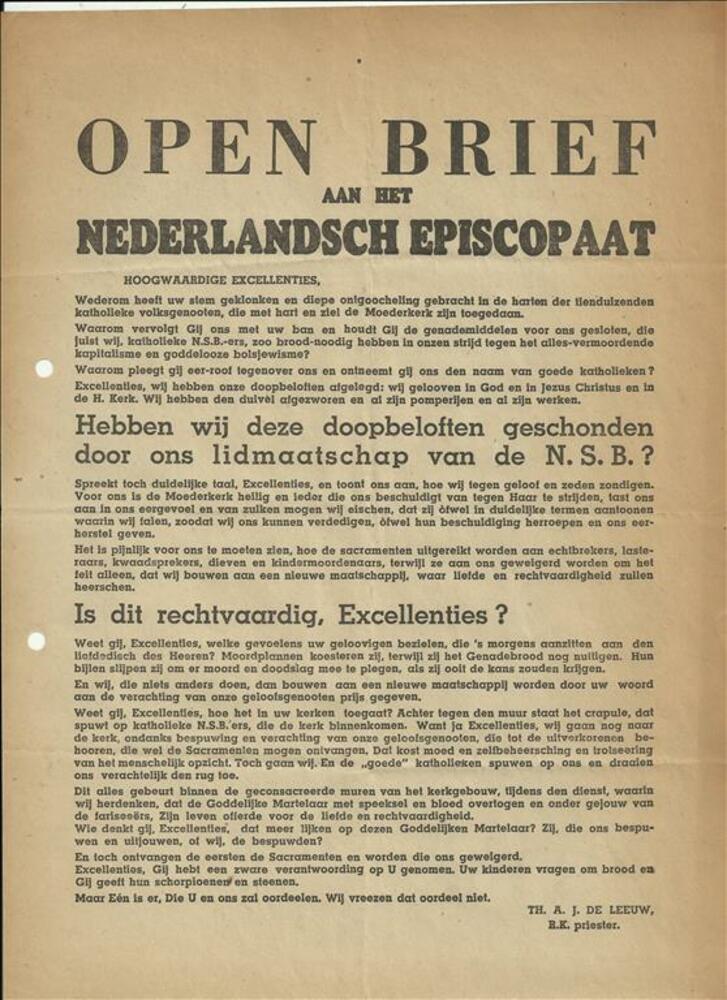 OPEN BRIEF
AAN HET
NEDERLANDSCH EPISCOPAAT
HOOGWAARDIGE EXCELLENTIES,
Wederom heeft uw stem geklonken en diepe ontgoocheling gebracht in de harten der tienduizenden
katholieke volksgenooten, die met hart en ziel de Moederkerk zijn toegedaan.
Waarom vervolgt Gij ons met uw ban en houdt Gij de genademiddelen voor ons gesloten, die
juist wij, katholieke N.S.B.-ers, zoo brood-noodig hebben in onzen strijd tegen het alles-vermoordende
kapitalisme en goddelooze bolsjewisme?
Waarom pleegt gij eer-roof tegenover ons en ontneemt gij ons den naam van goede katholieken?
Excellenties, wij hebben onze doopbeloften afgelegd: wij gelooven in God en in Jezus Christus en in
de H. Kerk. Wij hebben den duivel afgezworen en al zijn pomperijen en al zijn werken.
Hebben wij deze doopbeloften geschonden
door ons lidmaatschap van de N. S. B. ?
Spreekt toch duidelijke taal, Excellenties, en toont ons aan, hoe wij tegen geloof en zeden zondigen.
Voor ons is de Moederkerk heilig en ieder die ons beschuldigt van tegen Haar te strijden, tast ons
aan in ons eergevoel en van zulken mogen wij eischen, dat zij òfwel in duidelijke termen aantoonen
waarin wij falen, zoodat wij ons kunnen verdedigen, òfwel hun beschuldiging herroepen en ons eer-
herstel geven.
Het is pijnlijk voor ons te moeten zien, hoe de sacramenten uitgereikt worden aan echtbrekers, laste-
raars, kwaadsprekers, dieven en kindermoordenaars, terwijl ze aan ons geweigerd worden om het
feit alleen, dat wij bouwen aan een nieuwe maatschappij, waar liefde en rechtvaardigheid zullen
heerschen.
Is dit rechtvaardig, Excellenties ?
Weet gij, Excellenties, welke gevoelens uw geloovigen bezielen, die 's morgens aanzitten aan den
liefdedisch des Heeren? Moordplannen koesteren zij, terwijl zij het Genadebrood nog nuttigen. Hun
bijlen slijpen zij om er moord en doodslag mee te plegen, als zij ooit de kans zouden krijgen.
En wij, die niets anders doen, dan bouwen aan een nieuwe maatschappij worden door uw woord
aan de verachting van onze geloofsgenooten prijs gegeven.
Weet gij, Excellenties, hoe het in uw kerken toegaat? Achter tegen den muur staat het crapule, dat
spuwt op katholieke N.S.B.'ers, die de kerk binnenkomen. Want ja Excellenties, wij gaan nog naar
de kerk, ondanks bespuwing en verachting van onze geloofsgenooten, die tot de uitverkorenen be-
hooren, die wel de Sacramenten mogen ontvangen. Dat kost moed en zelfbeheersching en trotseering
van het menschelijk opzicht. Toch gaan wij. En de „goede" katholieken spuwen op ons en draaien
ons verachtelijk den rug toe.
Dit alles gebeurt binnen de geconsacreerde muren van het kerkgebouw, tijdens den dienst, waarin
wij herdenken, dat de Goddelijke Martelaar met speeksel en bloed overtogen en onder gejouw van
de fariseeërs, Zijn leven offerde voor de liefde en rechtvaardigheid.
Wie denkt gij, Excellenties, dat meer lijken op dezen Goddelijken Martelaar? Zij, die ons bespu-
wen en uitjouwen, of wij, de bespuwden?
En toch ontvangen de eersten de Sacramenten en worden die ons geweigerd.
Excellenties, Gij hebt een zware verantwoording op U genomen. Uw kinderen vragen om brood en
Gij geeft hun schorpioenen en steenen.
Maar Eén is er, Die U en ons zal oordeelen. Wij vreezen dat oordeel niet.
TH. A. J. DE LEEUW,
R.K. priester.